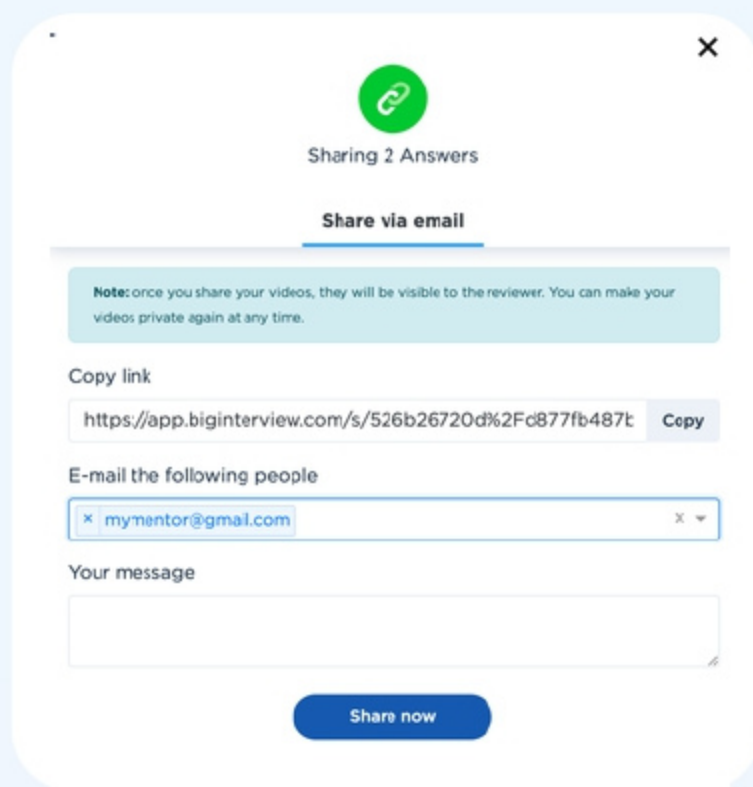 Sharing 2 Answers
Share via email
Note: once you share your videos, they will be visible to the reviewer. You can make your
videos private again at any time.
Copy link
https://app.biginterview.com/s/526b26720d%2Fd877fb487b
Copy
E-mail the following people
× mymentor@gmail.com
Your message
Share now